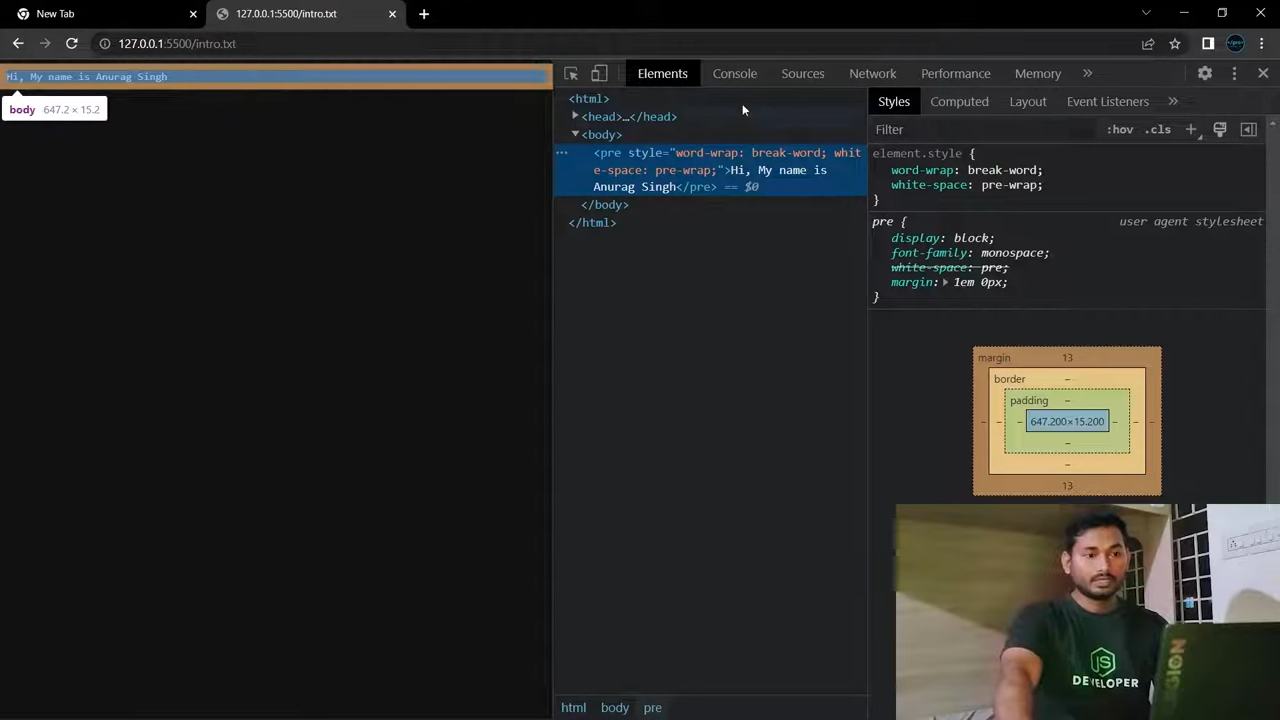 New Tab
127.0.0.1:5500/intro.txt
127.0.0.1:5500/intro.txt
Hi, My name is Anurag Singh
body 647.2 × 15.2
Elements Console Sources Network Performance Memory »
<html>
<head>…</head>
<body>
<pre style="word-wrap: break-word; whit
e-space: pre-wrap;">Hi, My name is
Anurag Singh</pre> == $0
</body>
</html>
html body pre
Styles Computed Layout Event Listeners »
Filter :hov .cls
element.style {
word-wrap: break-word;
white-space: pre-wrap;
}
pre { user agent stylesheet
display: block;
font-family: monospace;
white-space: pre;
margin: 1em 0px;
}
margin 13
border –
padding –
– – – 647.200×15.200 – – –
–
–
13
JS
DEVELOPER